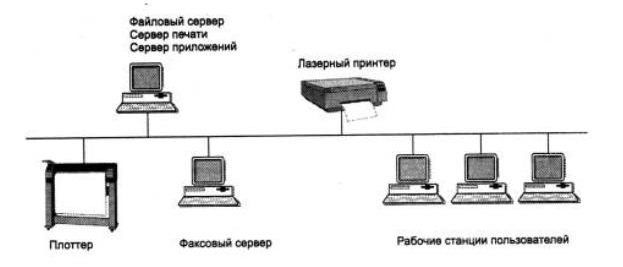 Файловый сервер
Сервер печати
Сервер приложений
Лазерный принтер
Плоттер
Факсовый сервер
Рабочие станции пользователей